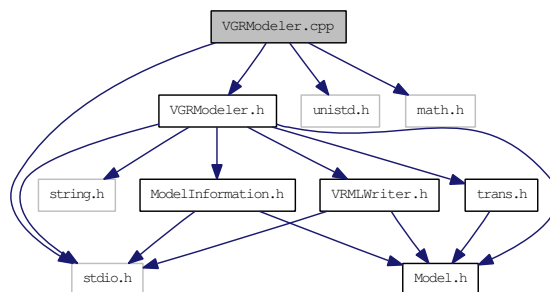 VGRModeler.cpp
VGRModeler.h
unistd.h
math.h
string.h
ModelInformation.h
VRMLWriter.h
trans.h
stdio.h
Model.h